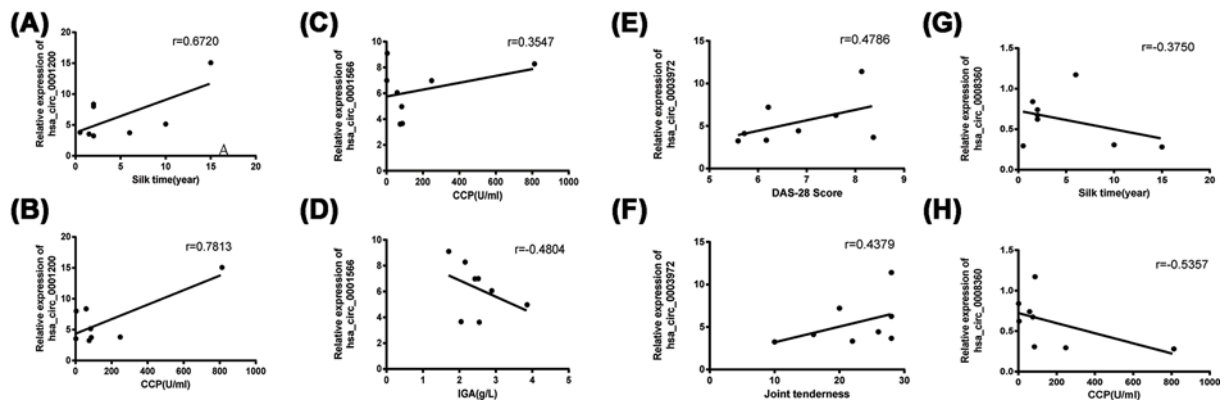 (A)
r=0.6720
Relative expression of
hsa_circ_0001200
20
15
10
5
0
0 5 10 15 20
A
Silk time(year)
(C)
r=0.3547
Relative expression of
hsa_circ_0001566
10
8
6
4
2
0
0 200 400 600 800 1000
CCP(U/ml)
(E)
r=0.4786
Relative expression of
hsa_circ_0003972
15
10
5
0
5 6 7 8 9
DAS-28 Score
(G)
r=-0.3750
Relative expression of
hsa_circ_0008360
1.5
1.0
0.5
0.0
0 5 10 15 20
Silk time(year)
(B)
r=0.7813
Relative expression of
hsa_circ_0001200
20
15
10
5
0
0 200 400 600 800 1000
CCP(U/ml)
(D)
r=-0.4804
Relative expression of
hsa_circ_0001566
10
8
6
4
2
0
0 1 2 3 4 5
IGA(g/L)
(F)
r=0.4379
Relative expression of
hsa_circ_0003972
15
10
5
0
0 10 20 30
Joint tenderness
(H)
r=-0.5357
Relative expression of
hsa_circ_0008360
1.5
1.0
0.5
0.0
0 200 400 600 800 1000
CCP(U/ml)